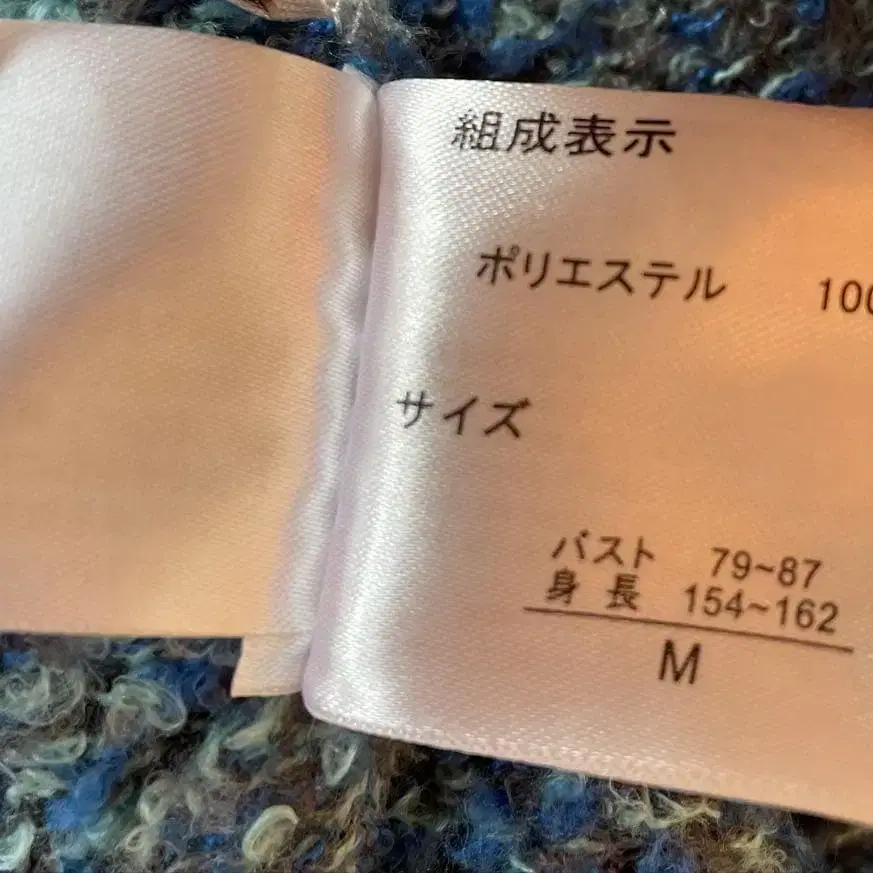 組成表示
ポリエステル 100
サイズ
バスト 79~87
身長 154~162
M